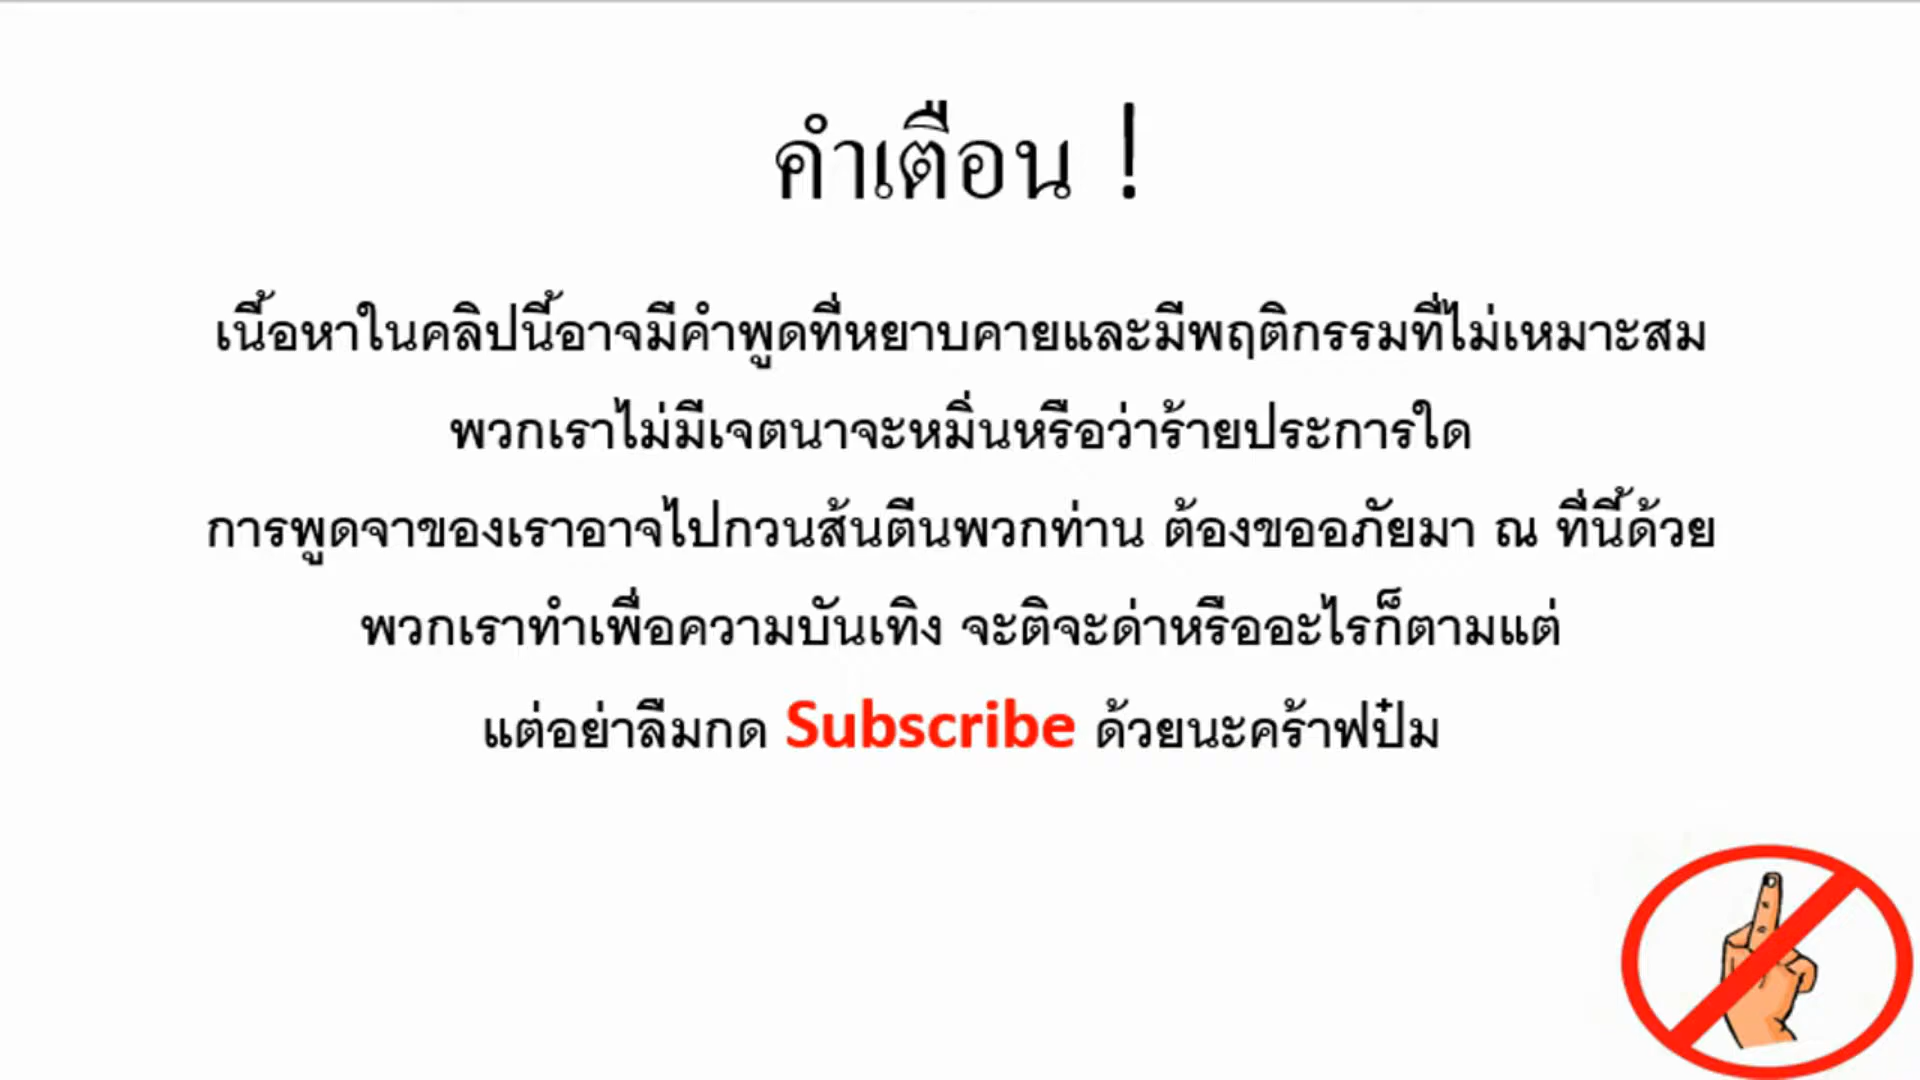 คำเตือน !
เนื้อหาในคลิปนี้อาจมีคำพูดที่หยาบคายและมีพฤติกรรมที่ไม่เหมาะสม
พวกเราไม่มีเจตนาจะหมิ่นหรือว่าร้ายประการใด
การพูดจาของเราอาจไปกวนส้นตีนพวกท่าน ต้องขออภัยมา ณ ที่นี้ด้วย
พวกเราทำเพื่อความบันเทิง จะติจะด่าหรืออะไรก็ตามแต่
แต่อย่าลืมกด Subscribe ด้วยนะคร้าฟป๋ม